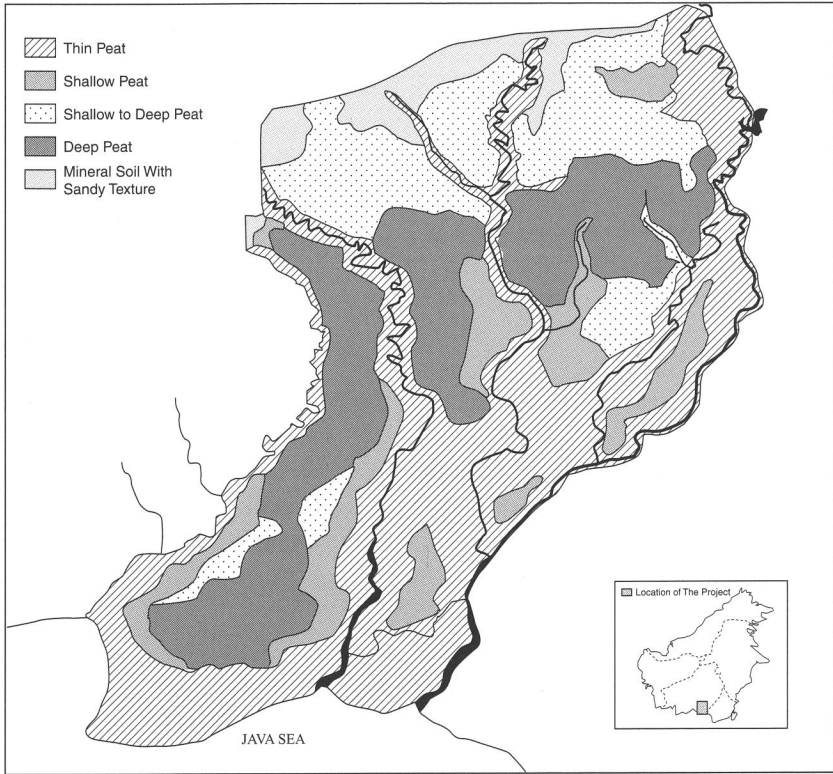 Thin Peat
Shallow Peat
Shallow to Deep Peat
Deep Peat
Mineral Soil With
Sandy Texture
Location of The Project
JAVA SEA